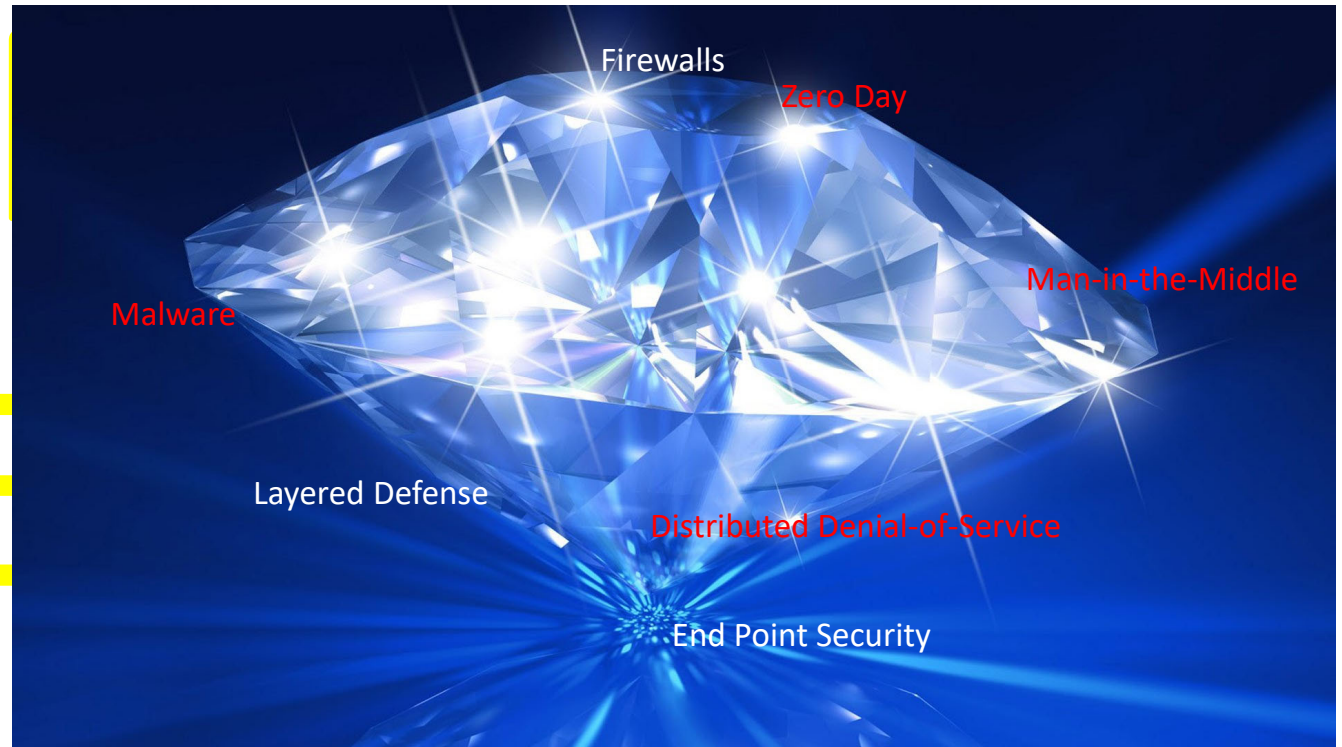 Firewalls
Zero Day
Man-in-the-Middle
Malware
Layered Defense
Distributed Denial-of-Service
End Point Security